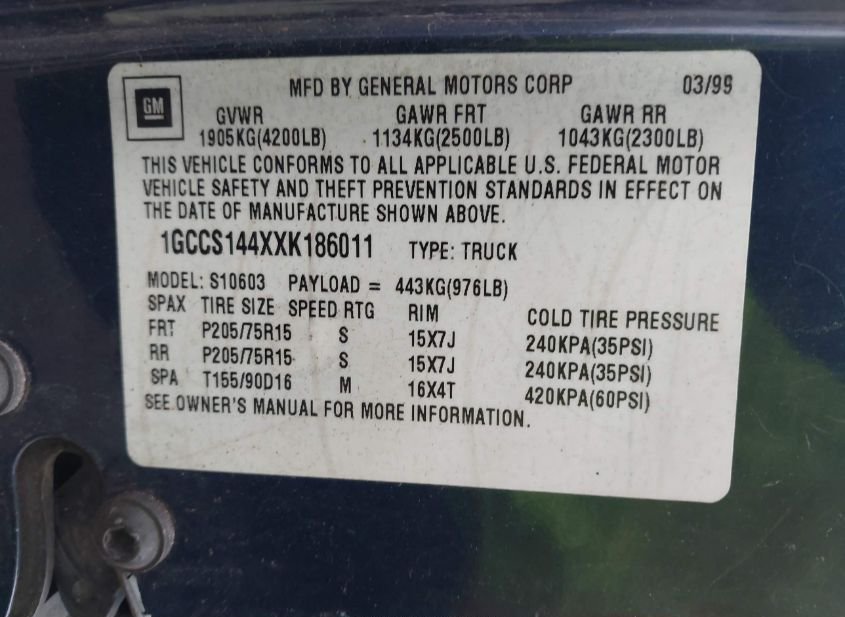 GM
MFD BY GENERAL MOTORS CORP 03/99
GVWR GAWR FRT GAWR RR
1905KG(4200LB) 1134KG(2500LB) 1043KG(2300LB)
THIS VEHICLE CONFORMS TO ALL APPLICABLE U.S. FEDERAL MOTOR
VEHICLE SAFETY AND THEFT PREVENTION STANDARDS IN EFFECT ON
THE DATE OF MANUFACTURE SHOWN ABOVE.
1GCCS144XXK186011 TYPE: TRUCK
MODEL: S10603 PAYLOAD = 443KG(976LB)
SPAX TIRE SIZE SPEED RTG RIM COLD TIRE PRESSURE
FRT P205/75R15 S 15X7J 240KPA(35PSI)
RR P205/75R15 S 15X7J 240KPA(35PSI)
SPA T155/90D16 M 16X4T 420KPA(60PSI)
SEE OWNER'S MANUAL FOR MORE INFORMATION.